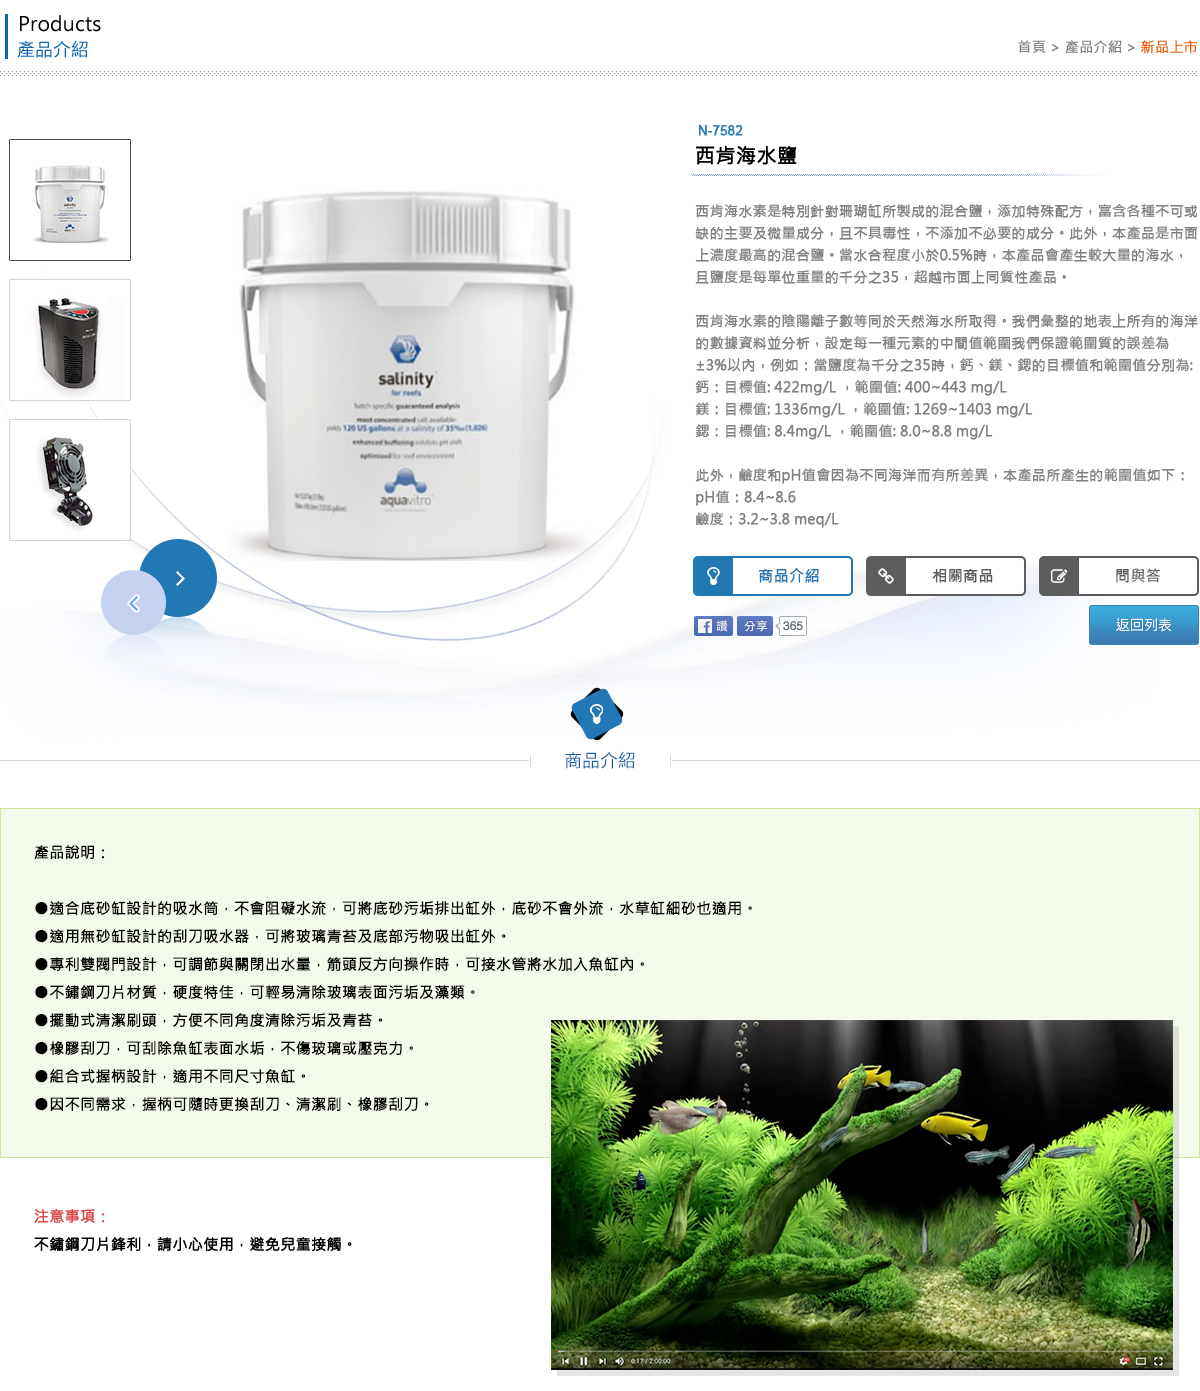 Products
產品介紹
首頁 > 產品介紹 > 新品上市
N-7582
西肯海水鹽
西肯海水素是特別針對珊瑚缸所製成的混合鹽，添加特殊配方，富含各種不可或
缺的主要及微量成分，且不具毒性，不添加不必要的成分。此外，本產品是市面
上濃度最高的混合鹽。當水合程度小於0.5%時，本產品會產生較大量的海水，
且鹽度是每單位重量的千分之35，超越市面上同質性產品。
西肯海水素的陰陽離子數等同於天然海水所取得。我們彙整的地表上所有的海洋
的數據資料並分析，設定每一種元素的中間值範圍我們保證範圍質的誤差為
±3%以內，例如：當鹽度為千分之35時，鈣、鎂、鍶的目標值和範圍值分別為:
鈣：目標值: 422mg/L ，範圍值: 400~443 mg/L
鎂：目標值: 1336mg/L ，範圍值: 1269~1403 mg/L
鍶：目標值: 8.4mg/L ，範圍值: 8.0~8.8 mg/L
此外，鹼度和pH值會因為不同海洋而有所差異，本產品所產生的範圍值如下：
pH值：8.4~8.6
鹼度：3.2~3.8 meq/L
salinity
for reefs
batch specific guaranteed analysis
most concentrated salt available
yields 120 US gallons at a salinity of 35‰ (1.026)
enhanced buffering inhibits pH shift
optimized for reef environment
aquavitro
商品介紹
相關商品
問與答
讚
分享
365
返回列表
商品介紹
產品說明：
●適合底砂缸設計的吸水筒，不會阻礙水流，可將底砂污垢排出缸外，底砂不會外流，水草缸細砂也適用。
●適用無砂缸設計的刮刀吸水器，可將玻璃青苔及底部污物吸出缸外。
●專利雙閥門設計，可調節與關閉出水量，箭頭反方向操作時，可接水管將水加入魚缸內。
●不鏽鋼刀片材質，硬度特佳，可輕易清除玻璃表面污垢及藻類。
●擺動式清潔刷頭，方便不同角度清除污垢及青苔。
●橡膠刮刀，可刮除魚缸表面水垢，不傷玻璃或壓克力。
●組合式握柄設計，適用不同尺寸魚缸。
●因不同需求，握柄可隨時更換刮刀、清潔刷、橡膠刮刀。
注意事項：
不鏽鋼刀片鋒利，請小心使用，避免兒童接觸。
0:17 / 2:00:00